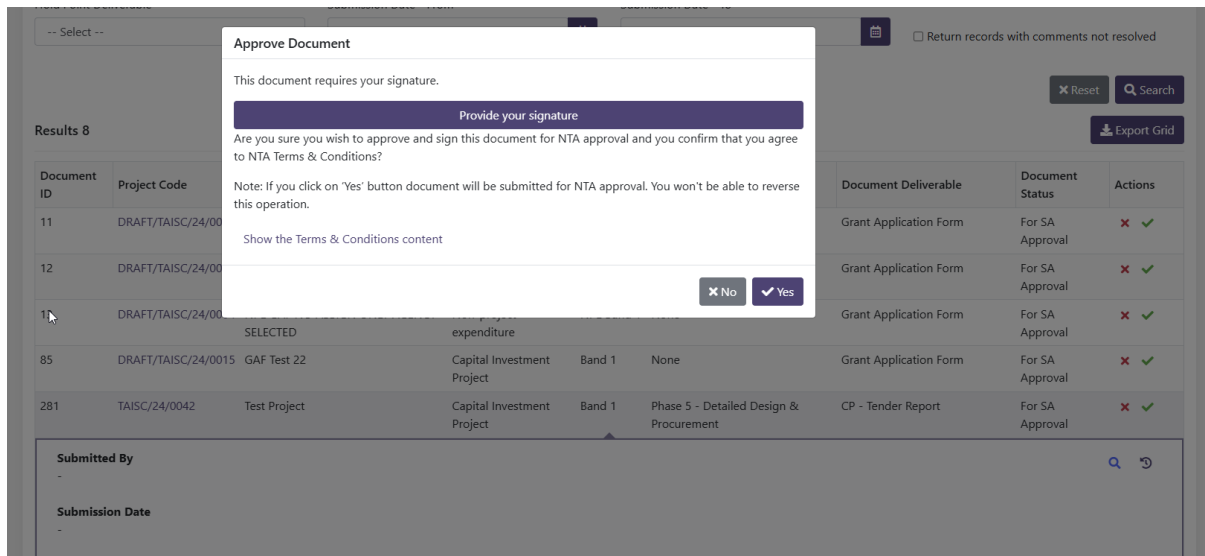 -- Select --
Return records with comments not resolved
Approve Document
This document requires your signature.
Reset
Search
Provide your signature
Are you sure you wish to approve and sign this document for NTA approval and you confirm that you agree
to NTA Terms & Conditions?
Results 8
Export Grid
Note: If you click on 'Yes' button document will be submitted for NTA approval. You won't be able to reverse
this operation.
Show the Terms & Conditions content
No
Yes
Document
ID
Project Code
Document Deliverable
Document
Status
Actions
11
DRAFT/TAISC/24/00
Grant Application Form
For SA
Approval
12
DRAFT/TAISC/24/00
Grant Application Form
For SA
Approval
DRAFT/TAISC/24/00
SELECTED
expenditure
Grant Application Form
For SA
Approval
85
DRAFT/TAISC/24/0015
GAF Test 22
Capital Investment
Project
Band 1
None
Grant Application Form
For SA
Approval
281
TAISC/24/0042
Test Project
Capital Investment
Project
Band 1
Phase 5 - Detailed Design &
Procurement
CP - Tender Report
For SA
Approval
Submitted By
-
Submission Date
-